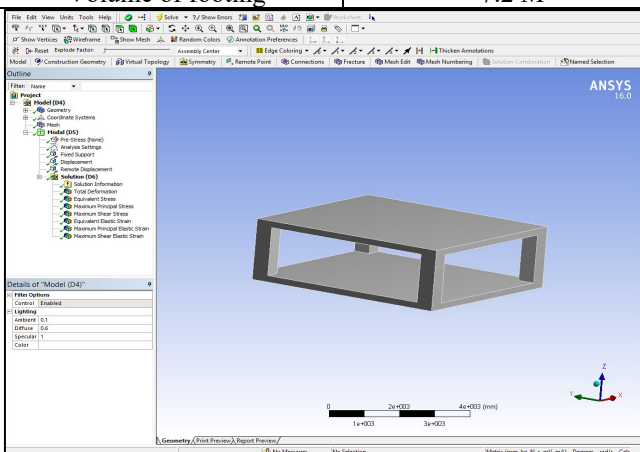 Volume of footing 7.2 M
File Edit View Units Tools Help Solve ?/ Show Errors Worksheet
Show Vertices Wireframe Show Mesh Random Colors Annotation Preferences
Reset Explode Factor: Assembly Center Edge Coloring Thicken Annotations
Model Construction Geometry Virtual Topology Symmetry Remote Point Connections Fracture Mesh Edit Mesh Numbering Solution Combination Named Selection
Outline
Filter: Name
Project
Model (D4)
Geometry
Coordinate Systems
Mesh
Modal (D5)
Pre-Stress (None)
Analysis Settings
Fixed Support
Displacement
Remote Displacement
Solution (D6)
Solution Information
Total Deformation
Equivalent Stress
Maximum Principal Stress
Maximum Shear Stress
Equivalent Elastic Strain
Maximum Principal Elastic Strain
Maximum Shear Elastic Strain
ANSYS
16.0
Details of "Model (D4)"
Filter Options
Control Enabled
Lighting
Ambient 0.1
Diffuse 0.6
Specular 1
Color
Z
Y X
0 2e+003 4e+003 (mm)
1e+003 3e+003
Geometry Print Preview Report Preview
No Messages No Selection